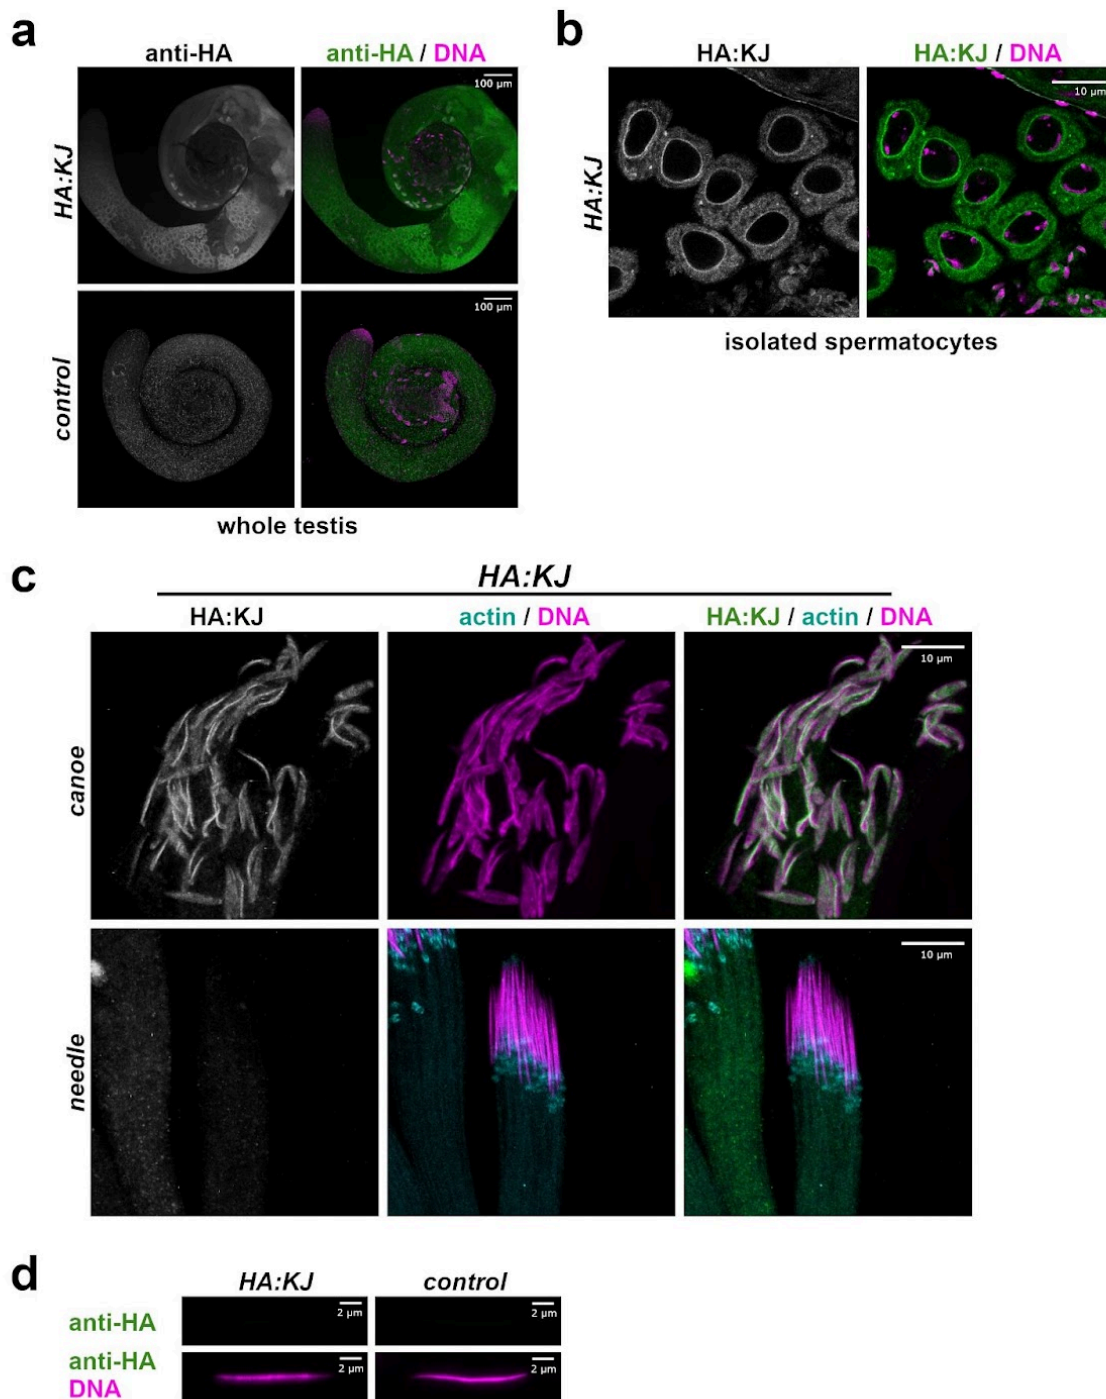 a
anti-HA
anti-HA / DNA
HA:KJ
100 µm
control
100 µm
whole testis
b
HA:KJ
HA:KJ / DNA
HA:KJ
10 µm
isolated spermatocytes
c
HA:KJ
HA:KJ
actin / DNA
HA:KJ / actin / DNA
canoe
10 µm
needle
10 µm
d
HA:KJ
control
anti-HA
2 µm
2 µm
anti-HA
DNA
2 µm
2 µm